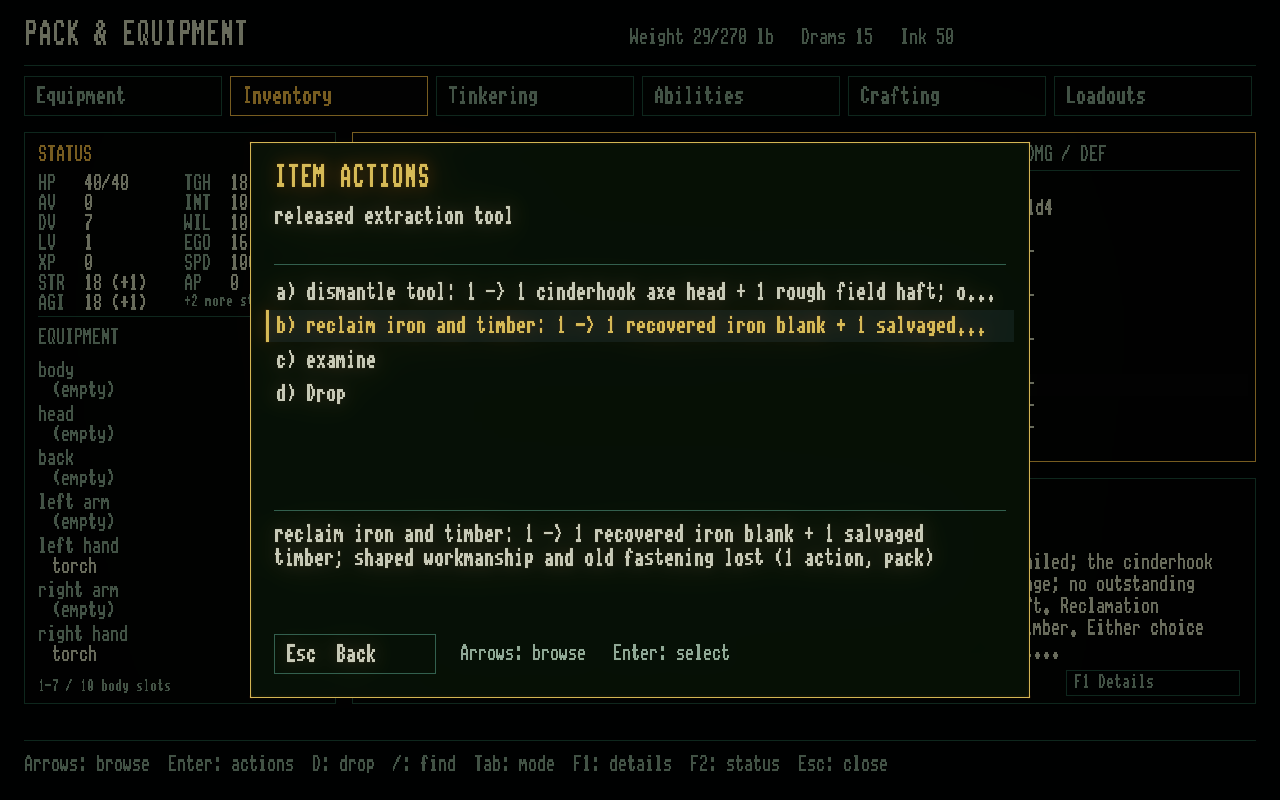 PACK & EQUIPMENT
Weight 29/270 lb Drams 15 Ink 50
Equipment
Inventory
Tinkering
Abilities
Crafting
Loadouts
STATUS
HP 40/40 TGH 18
AV 0 INT 10
DV 7 WIL 10
LV 1 EGO 16
XP 0 SPD 10
STR 18 (+1) AP 0
AGI 18 (+1) +2 more st
EQUIPMENT
body
(empty)
head
(empty)
back
(empty)
left arm
(empty)
left hand
torch
right arm
(empty)
right hand
torch
1-7 / 10 body slots
ITEM ACTIONS
released extraction tool
a) dismantle tool: 1 -> 1 cinderhook axe head + 1 rough field haft; o...
b) reclaim iron and timber: 1 -> 1 recovered iron blank + 1 salvaged...
c) examine
d) Drop
reclaim iron and timber: 1 -> 1 recovered iron blank + 1 salvaged
timber; shaped workmanship and old fastening lost (1 action, pack)
Esc Back
Arrows: browse Enter: select
DMG / DEF
1d4
iled; the cinderhook
ge; no outstanding
ft. Reclamation
mber. Either choice
...
F1 Details
Arrows: browse Enter: actions D: drop /: find Tab: mode F1: details F2: status Esc: close